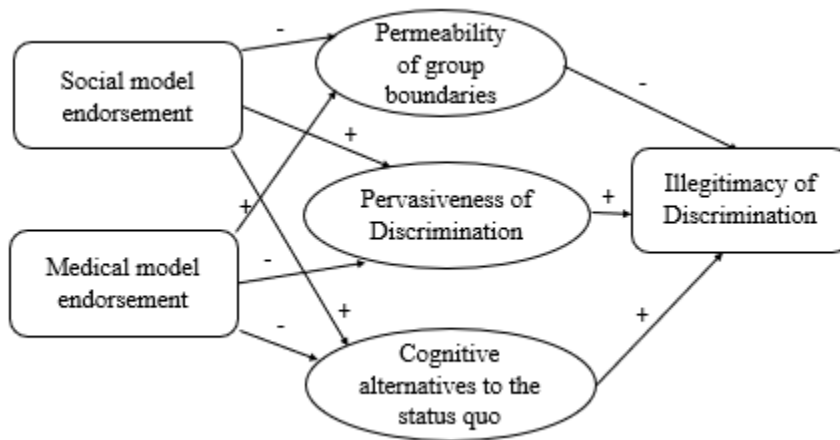 Social model
endorsement
Medical model
endorsement
-
+
+
-
+
-
Permeability
of group
boundaries
Pervasiveness of
Discrimination
Cognitive
alternatives to the
status quo
-
+
+
Illegitimacy of
Discrimination